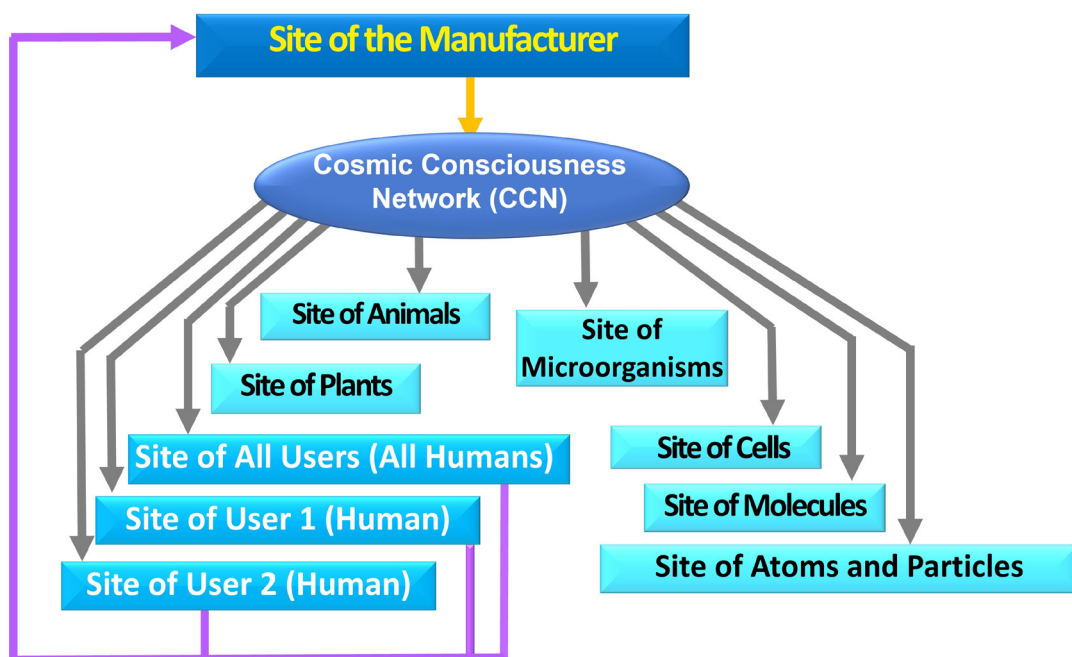 Site of the Manufacturer
Cosmic Consciousness
Network (CCN)
Site of Animals
Site of
Microorganisms
Site of Plants
Site of All Users (All Humans)
Site of Cells
Site of User 1 (Human)
Site of Molecules
Site of User 2 (Human)
Site of Atoms and Particles